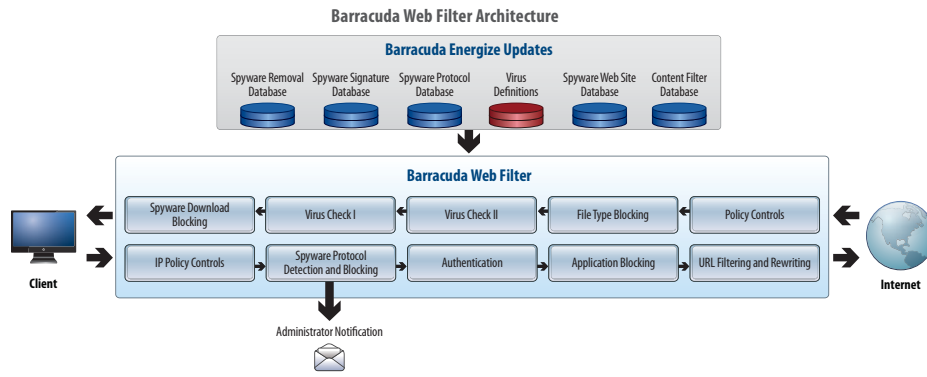 Barracuda Web Filter Architecture
Barracuda Energize Updates
Spyware Removal
Database
Spyware Signature
Database
Spyware Protocol
Database
Virus
Definitions
Spyware Web Site
Database
Content Filter
Database
Barracuda Web Filter
Spyware Download
Blocking
Virus Check I
Virus Check II
File Type Blocking
Policy Controls
IP Policy Controls
Spyware Protocol
Detection and Blocking
Authentication
Application Blocking
URL Filtering and Rewriting
Client
Internet
Administrator Notification